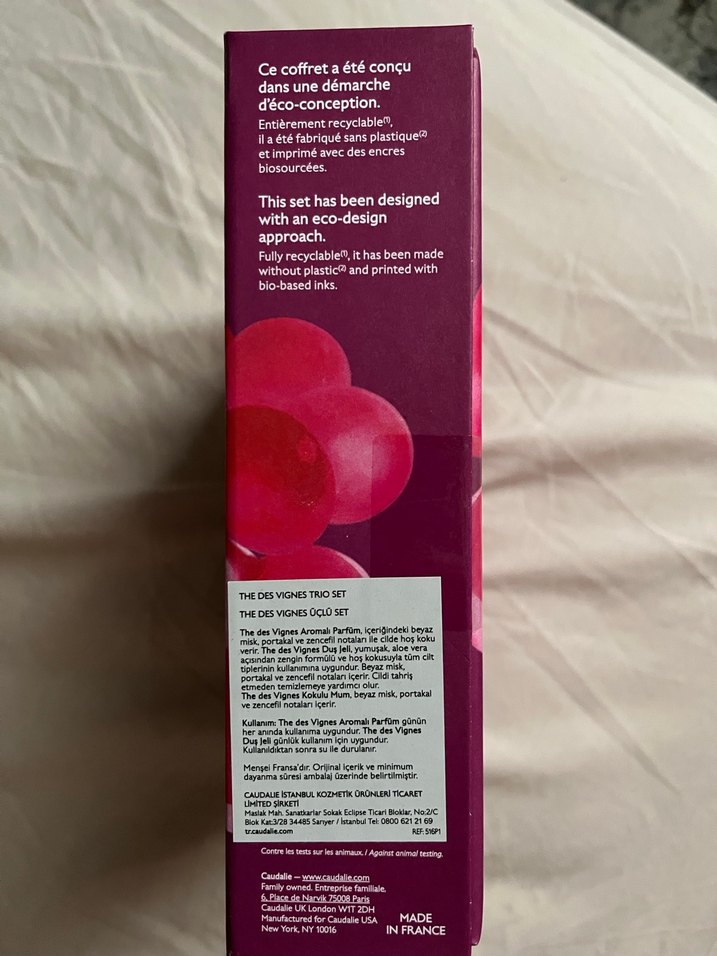 Ce coffret a été conçu
dans une démarche
d'éco-conception.
Entièrement recyclable⁽¹⁾,
il a été fabriqué sans plastique⁽²⁾
et imprimé avec des encres
biosourcées.
This set has been designed
with an eco-design
approach.
Fully recyclable⁽¹⁾, it has been made
without plastic⁽²⁾ and printed with
bio-based inks.
THE DES VIGNES TRIO SET
THE DES VIGNES ÜÇLÜ SET
The des Vignes Aromalı Parfüm, içeriğindeki beyaz
misk, portakal ve zencefil notaları ile cilde hoş koku
verir. The des Vignes Duş Jeli, yumuşak, aloe vera
açısından zengin formülü ve hoş kokusuyla tüm cilt
tiplerinin kullanımına uygundur. Beyaz misk,
portakal ve zencefil notaları içerir. Cildi tahriş
etmeden temizlemeye yardımcı olur.
The des Vignes Kokulu Mum, beyaz misk, portakal
ve zencefil notaları içerir.
Kullanım: The des Vignes Aromalı Parfüm günün
her anında kullanıma uygundur. The des Vignes
Duş Jeli günlük kullanım için uygundur.
Kullanıldıktan sonra su ile durulanır.
Menşei Fransa'dır. Orijinal içerik ve minimum
dayanma süresi ambalaj üzerinde belirtilmiştir.
CAUDALIE İSTANBUL KOZMETİK ÜRÜNLERİ TİCARET
LİMİTED ŞİRKETİ
Maslak Mah. Sanatkarlar Sokak Eclipse Ticari Bloklar, No:2/C
Blok Kat:3/28 34485 Sarıyer / İstanbul Tel: 0800 621 21 69
tr.caudalie.com REF: 516P1
Contre les tests sur les animaux. / Against animal testing.
Caudalie — www.caudalie.com
Family owned. Entreprise familiale.
6, Place de Narvik 75008 Paris
Caudalie UK London W1T 2DH
Manufactured for Caudalie USA
New York, NY 10016
MADE
IN FRANCE